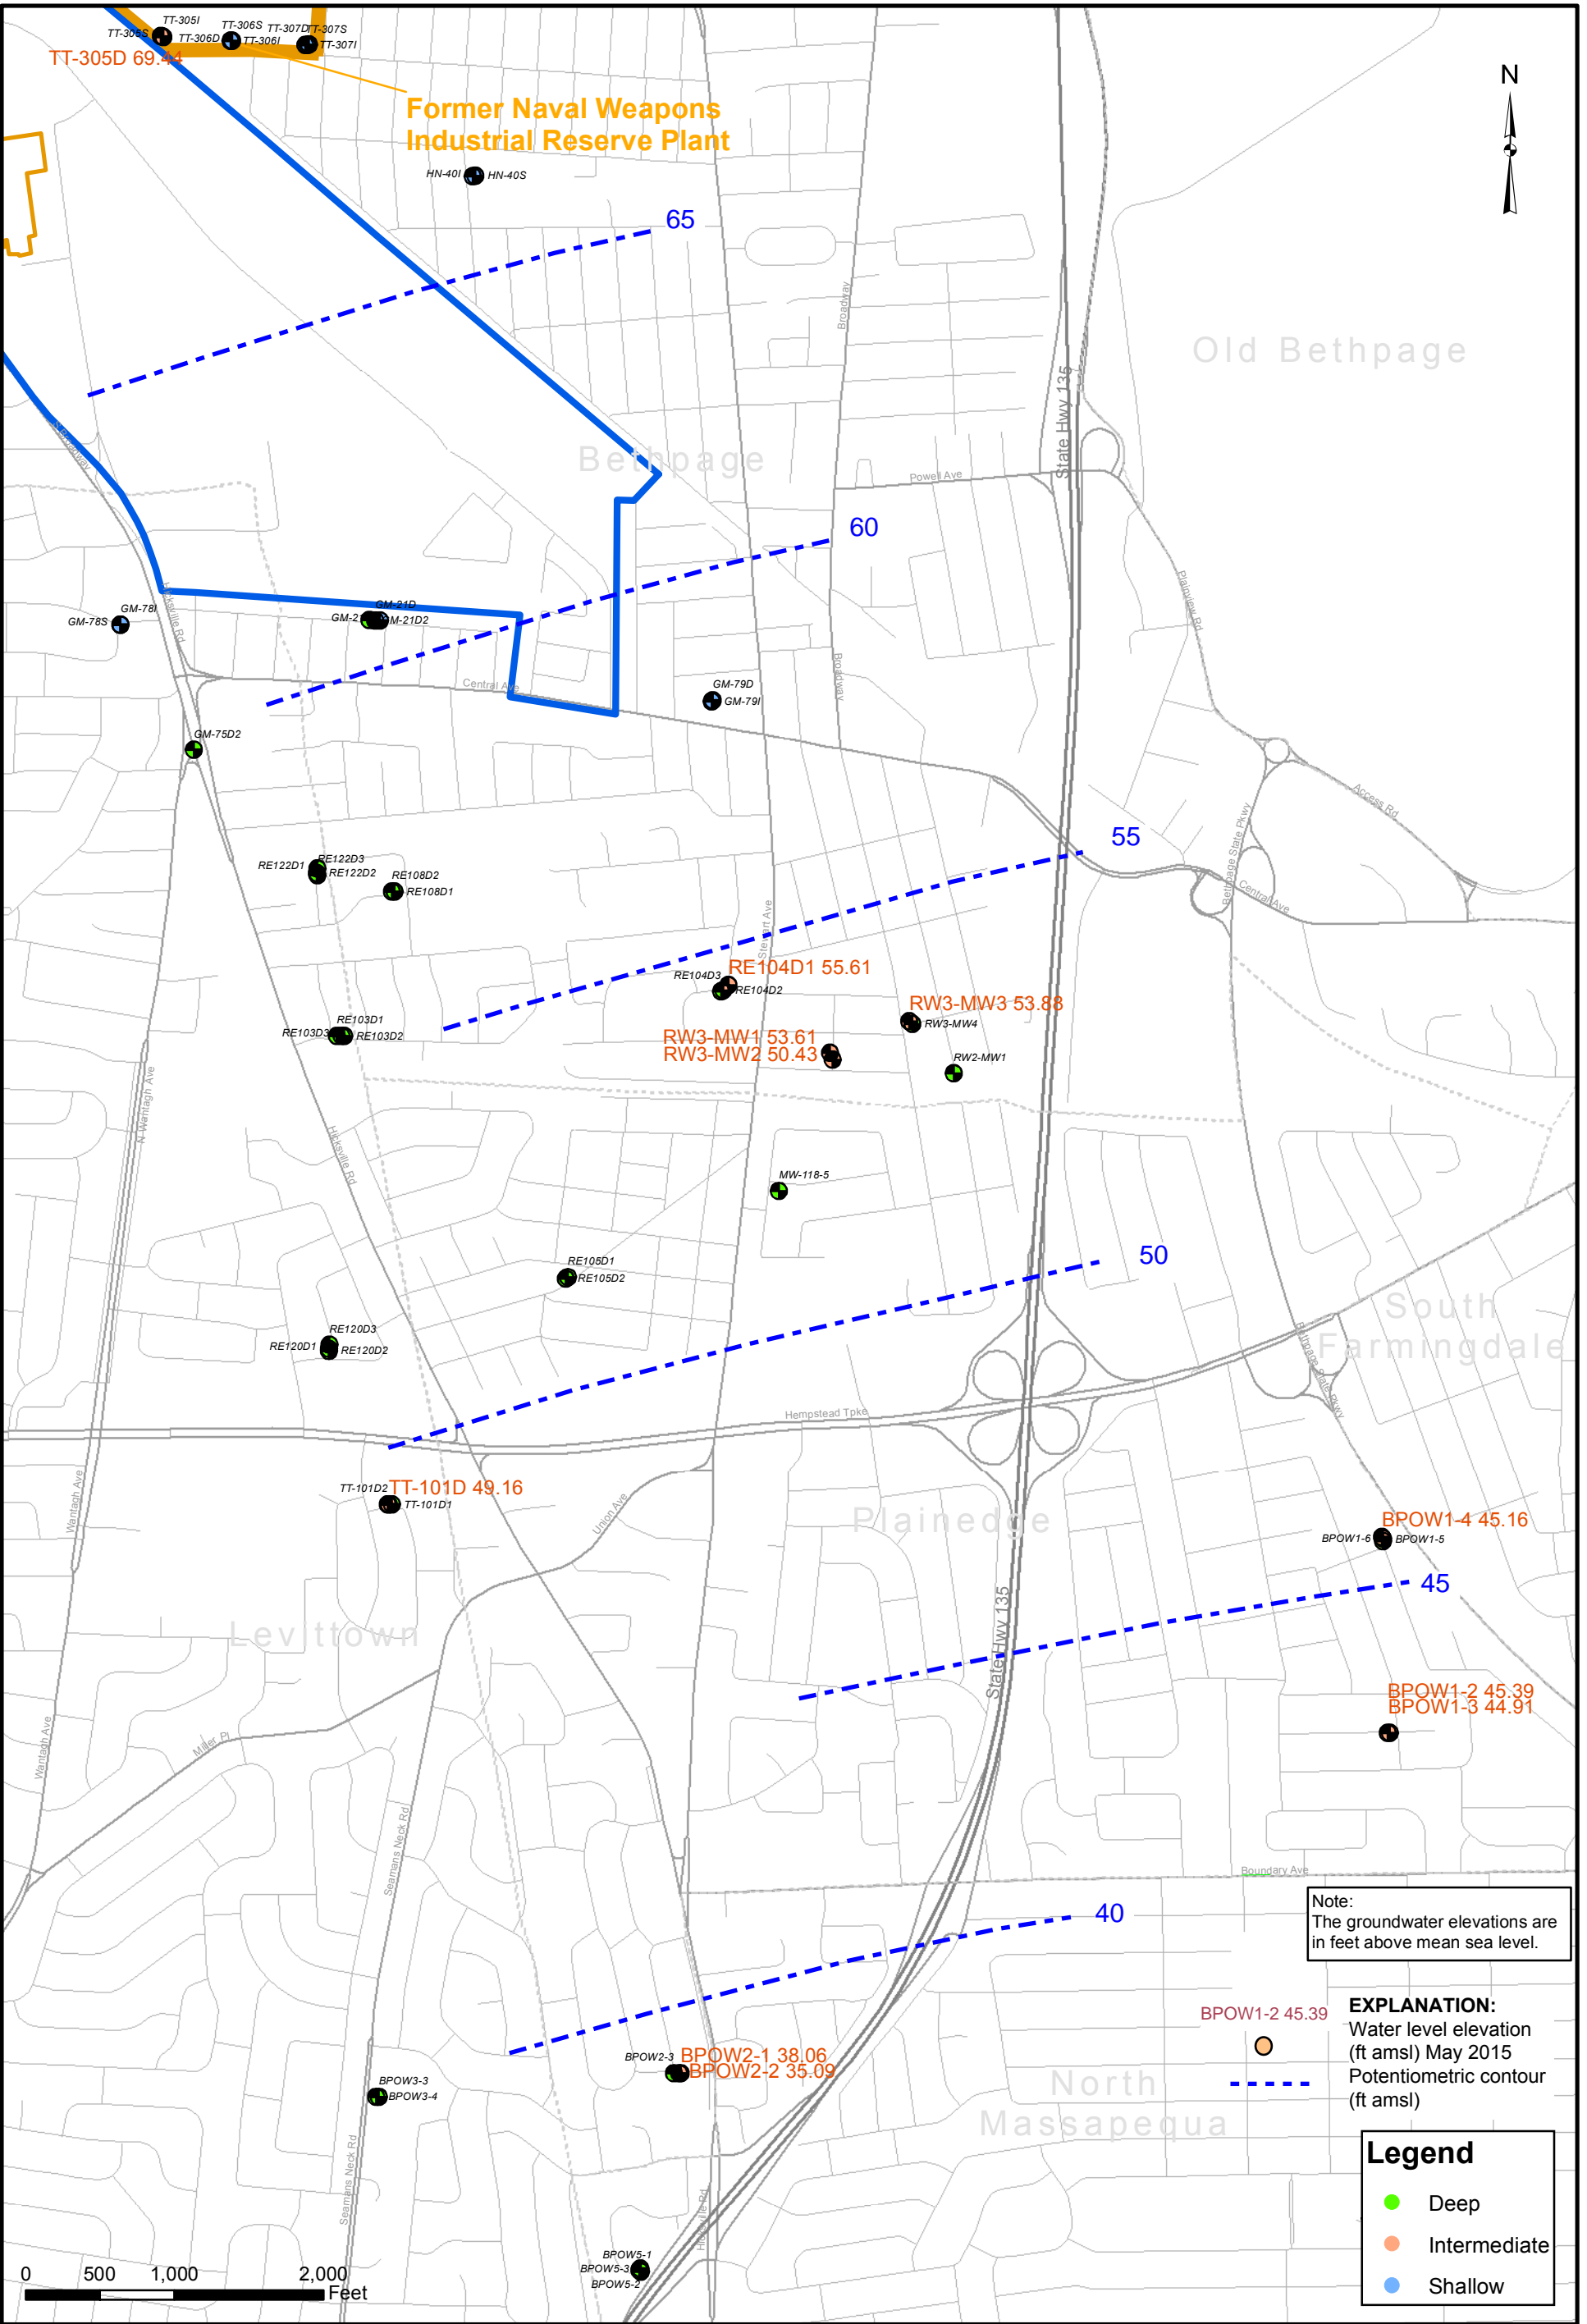 TT-305I
TT-305S
TT-306S
TT-306D
TT-306I
TT-307D
TT-307S
TT-307I
TT-305D 69.44
Former Naval Weapons
Industrial Reserve Plant
N
HN-40I
HN-40S
65
Broadway
Old Bethpage
State Hwy 135
N Broadway
Bethpage
Powell Ave
60
Plainview Rd
GM-78I
GM-78S
Hicksville Rd
GM-21D
GM-21
GM-21D2
Central Ave
Broadway
GM-79D
GM-79I
GM-75D2
Access Rd
Bethpage State Pkwy
55
Central Ave
RE122D3
RE122D1
RE122D2
RE108D2
RE108D1
Stewart Ave
RE104D1 55.61
RE104D3
RE104D2
RW3-MW3 53.88
RW3-MW4
RE103D1
RE103D3
RE103D2
RW3-MW1 53.61
RW3-MW2 50.43
RW2-MW1
N Wantagh Ave
Hicksville Rd
MW-118-5
50
RE105D1
RE105D2
South
Farmingdale
RE120D3
RE120D1
RE120D2
Bethpage State Pkwy
Hempstead Tpke
Wantagh Ave
TT-101D2
TT-101D 49.16
TT-101D1
Union Ave
Plainedge
BPOW1-4 45.16
BPOW1-6
BPOW1-5
45
Levittown
State Hwy 135
BPOW1-2 45.39
BPOW1-3 44.91
Wantagh Ave
Miller Pl
Seamans Neck Rd
Boundary Ave
40
Note:
The groundwater elevations are
in feet above mean sea level.
BPOW1-2 45.39
EXPLANATION:
Water level elevation
(ft amsl) May 2015
Potentiometric contour
(ft amsl)
BPOW2-3
BPOW2-1 38.06
BPOW2-2 35.09
BPOW3-3
BPOW3-4
North
Massapequa
Seamans Neck Rd
Hicksville Rd
Legend
Deep
Intermediate
Shallow
BPOW5-1
BPOW5-3
BPOW5-2
0 500 1,000 2,000
Feet